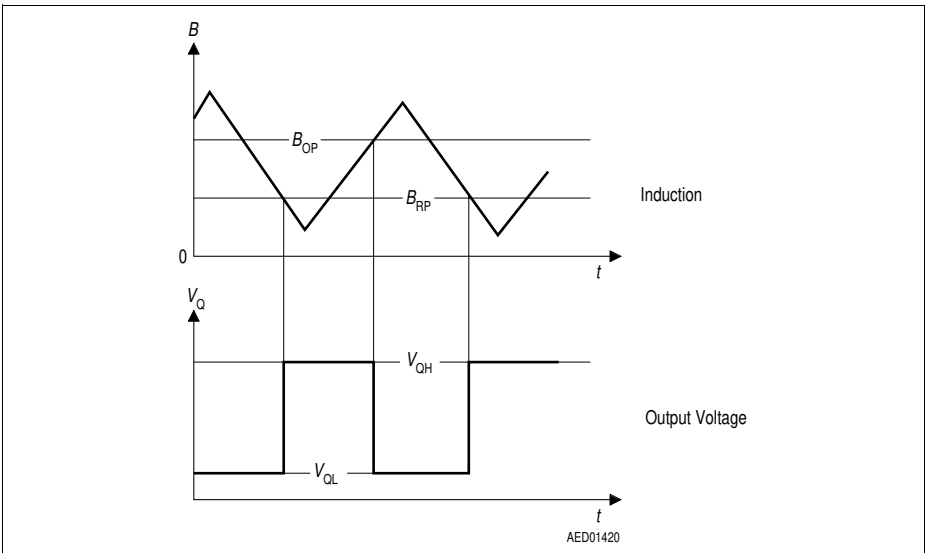 B
B_OP
B_RP
Induction
0
t
V_Q
V_QH
Output Voltage
V_QL
t
AED01420